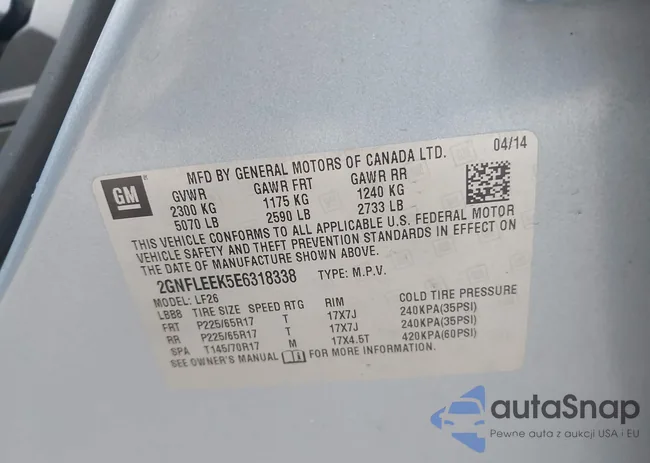 MFD BY GENERAL MOTORS OF CANADA LTD. 04/14
GM
GVWR GAWR FRT GAWR RR
2300 KG 1175 KG 1240 KG
5070 LB 2590 LB 2733 LB
THIS VEHICLE CONFORMS TO ALL APPLICABLE U.S. FEDERAL MOTOR
VEHICLE SAFETY AND THEFT PREVENTION STANDARDS IN EFFECT ON
THE DATE OF MANUFACTURE SHOWN ABOVE.
2GNFLEEK5E6318338 TYPE: M.P.V.
MODEL: LF26
LBB8 TIRE SIZE SPEED RTG RIM COLD TIRE PRESSURE
FRT P225/65R17 T 17X7J 240KPA(35PSI)
RR P225/65R17 T 17X7J 240KPA(35PSI)
SPA T145/70R17 M 17X4.5T 420KPA(60PSI)
SEE OWNER'S MANUAL FOR MORE INFORMATION.
autoSnap
Pewne auta z aukcji USA i EU